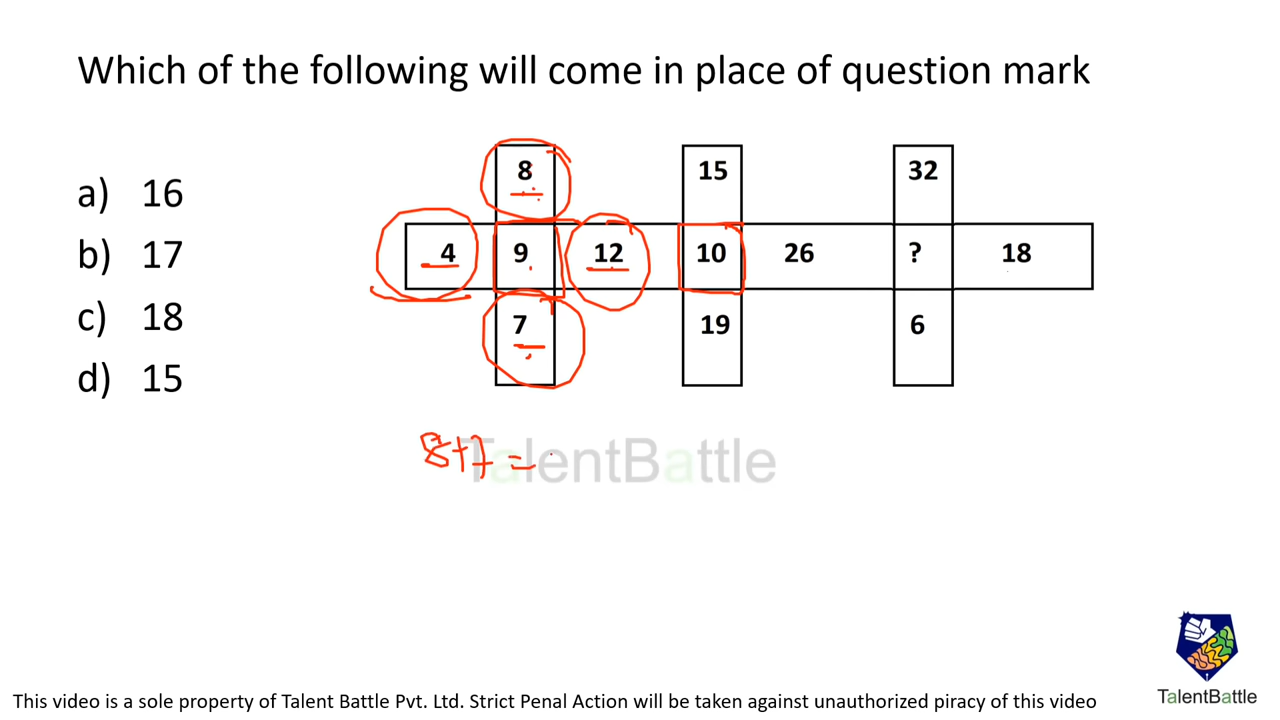 Which of the following will come in place of question mark
a) 16
b) 17
c) 18
d) 15
8 15 32
4 9 12 10 26 ? 18
7 19 6
8+7 =
TalentBattle
TalentBattle
This video is a sole property of Talent Battle Pvt. Ltd. Strict Penal Action will be taken against unauthorized piracy of this video